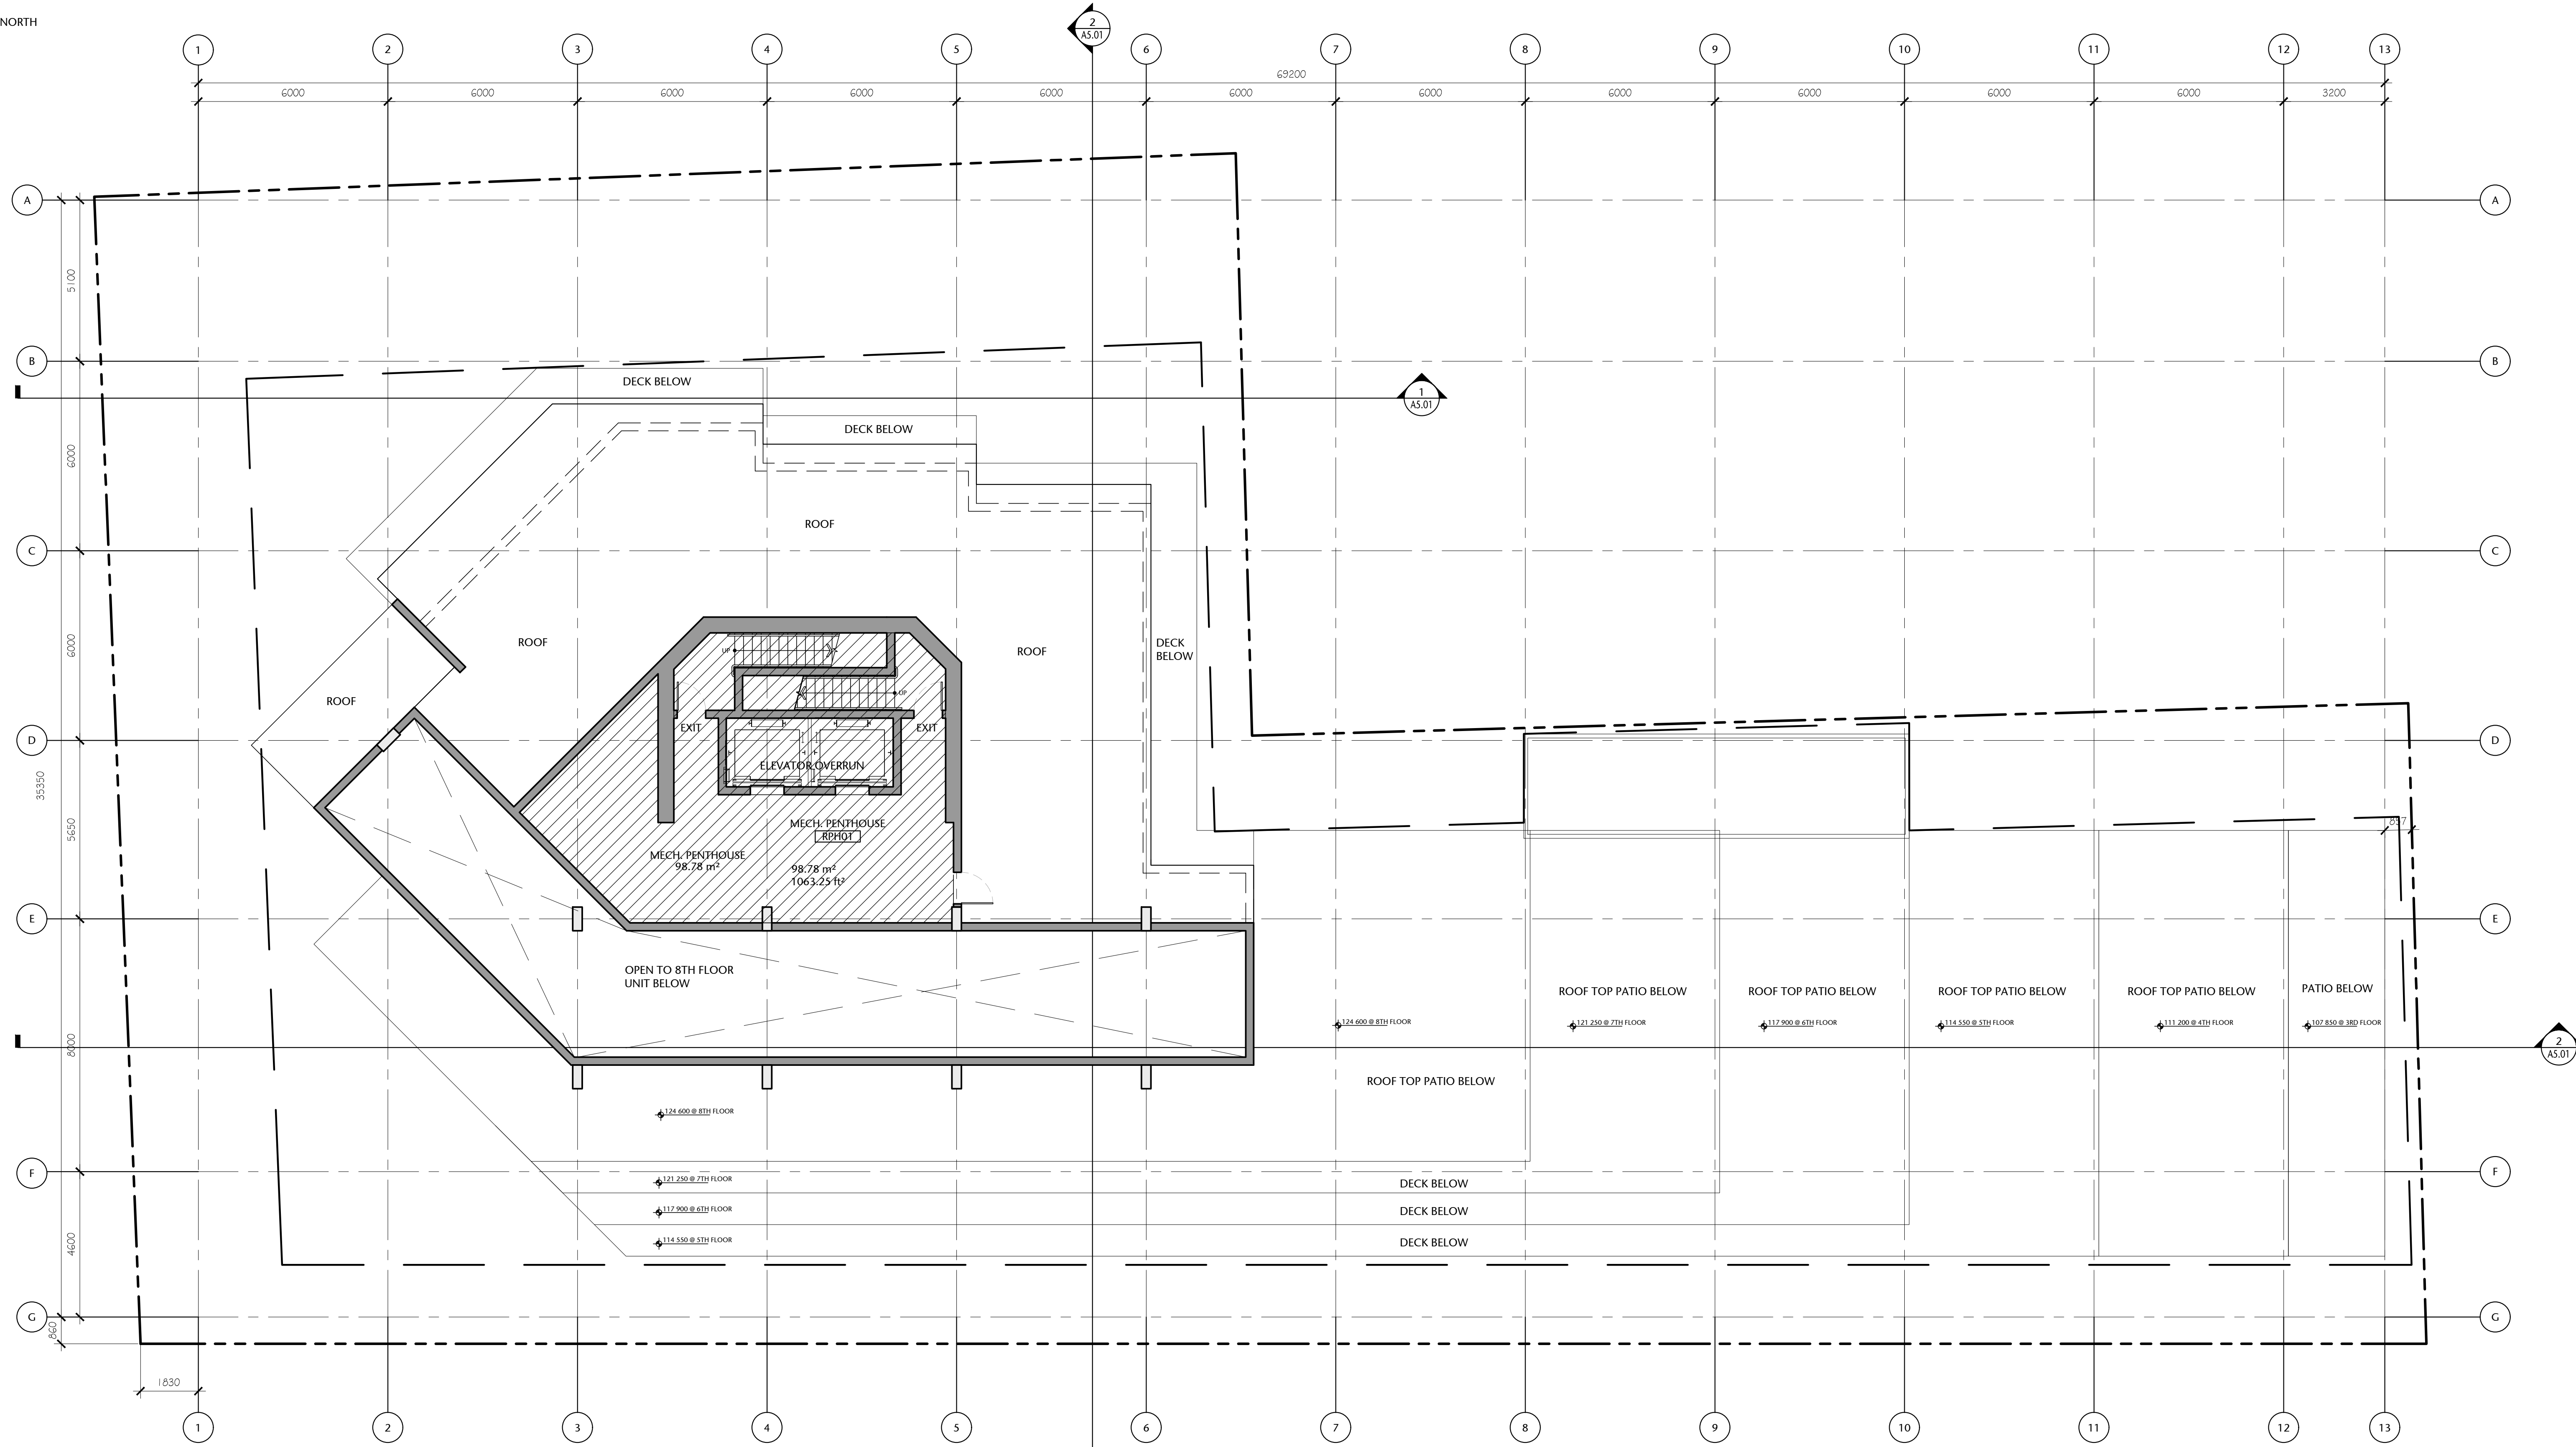 NORTH
2
A5.01
1
2
3
4
5
6
7
8
9
10
11
12
13
69200
6000
6000
6000
6000
6000
6000
6000
6000
6000
6000
6000
3200
A
A
5100
B
B
DECK BELOW
1
A5.01
DECK BELOW
6000
ROOF
C
C
ROOF
ROOF
DECK
BELOW
6000
UP
UP
ROOF
EXIT
EXIT
D
D
ELEVATOR OVERRUN
35350
5650
MECH. PENTHOUSE
RPH01
857
MECH. PENTHOUSE
98.78 m²
98.78 m²
1063.25 ft²
E
E
OPEN TO 8TH FLOOR
UNIT BELOW
ROOF TOP PATIO BELOW
ROOF TOP PATIO BELOW
ROOF TOP PATIO BELOW
ROOF TOP PATIO BELOW
PATIO BELOW
124 600 @ 8TH FLOOR
121 250 @ 7TH FLOOR
117 900 @ 6TH FLOOR
114 550 @ 5TH FLOOR
111 200 @ 4TH FLOOR
107 850 @ 3RD FLOOR
8000
2
A5.01
ROOF TOP PATIO BELOW
124 600 @ 8TH FLOOR
F
F
121 250 @ 7TH FLOOR
DECK BELOW
117 900 @ 6TH FLOOR
DECK BELOW
114 550 @ 5TH FLOOR
DECK BELOW
4600
G
G
860
1830
1
2
3
4
5
6
7
8
9
10
11
12
13